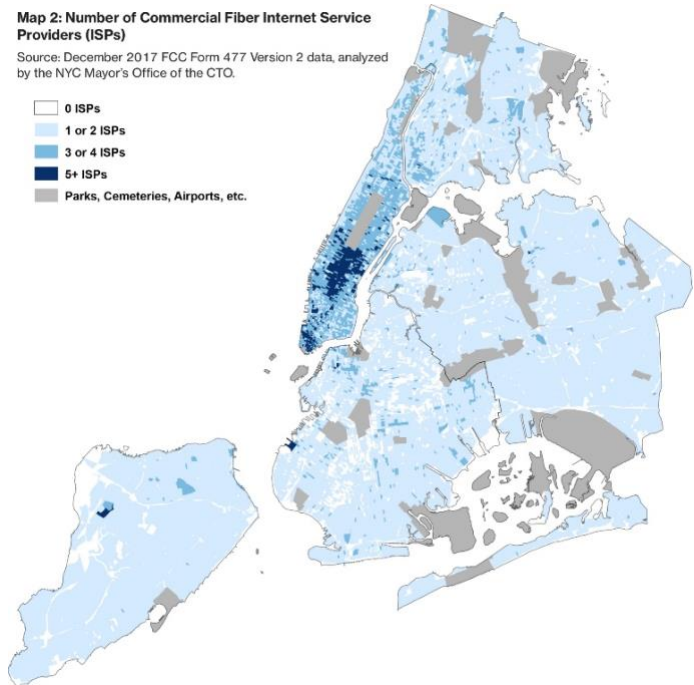 Map 2: Number of Commercial Fiber Internet Service
Providers (ISPs)
Source: December 2017 FCC Form 477 Version 2 data, analyzed
by the NYC Mayor's Office of the CTO.
0 ISPs
1 or 2 ISPs
3 or 4 ISPs
5+ ISPs
Parks, Cemeteries, Airports, etc.